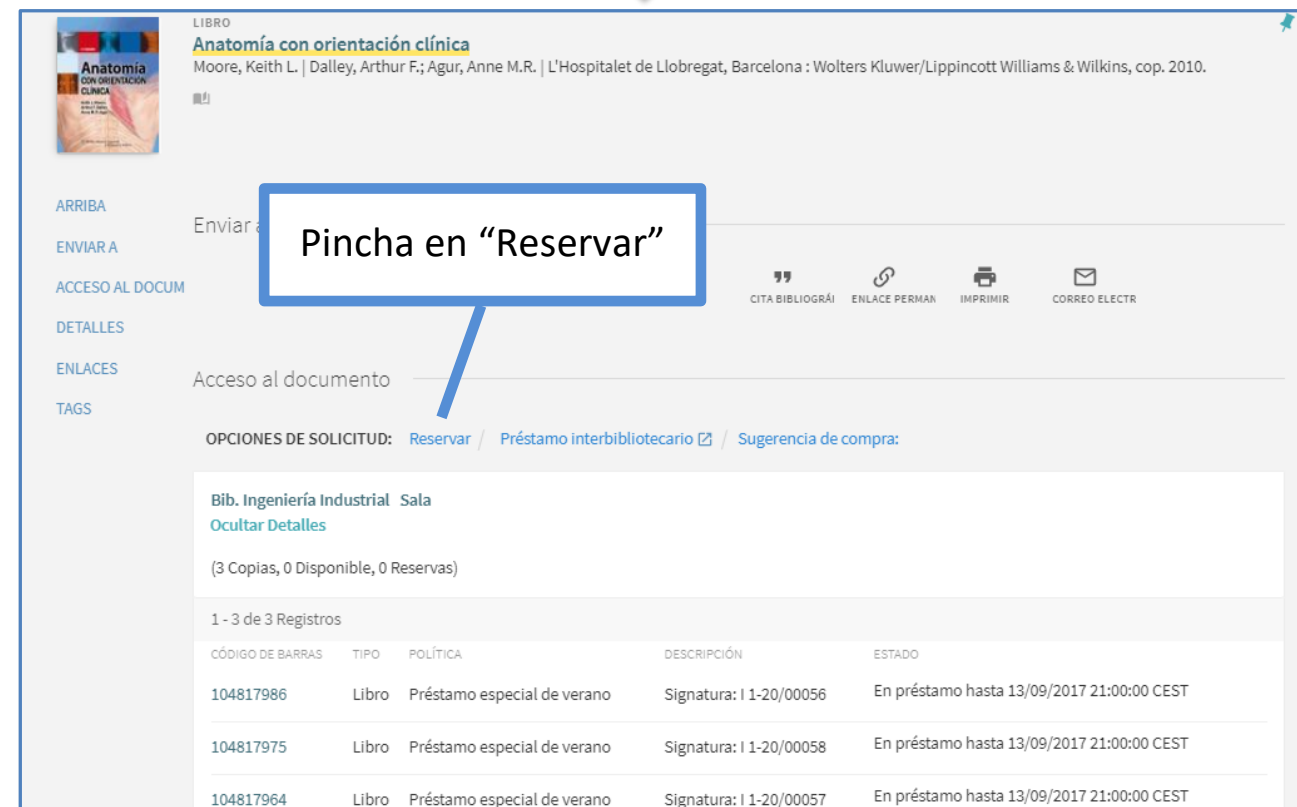 LIBRO
Anatomía con orientación clínica
Moore, Keith L. | Dalley, Arthur F.; Agur, Anne M.R. | L'Hospitalet de Llobregat, Barcelona : Wolters Kluwer/Lippincott Williams & Wilkins, cop. 2010.
Anatomía
CON ORIENTACIÓN
CLÍNICA
ARRIBA
ENVIAR A
ACCESO AL DOCUM
DETALLES
ENLACES
TAGS
Enviar a
Pincha en “Reservar”
CITA BIBLIOGRÁI ENLACE PERMAN IMPRIMIR CORREO ELECTR
Acceso al documento
OPCIONES DE SOLICITUD: Reservar / Préstamo interbibliotecario / Sugerencia de compra:
Bib. Ingeniería Industrial Sala
Ocultar Detalles
(3 Copias, 0 Disponible, 0 Reservas)
1 - 3 de 3 Registros
CÓDIGO DE BARRAS TIPO POLÍTICA DESCRIPCIÓN ESTADO
104817986 Libro Préstamo especial de verano Signatura: I 1-20/00056 En préstamo hasta 13/09/2017 21:00:00 CEST
104817975 Libro Préstamo especial de verano Signatura: I 1-20/00058 En préstamo hasta 13/09/2017 21:00:00 CEST
104817964 Libro Préstamo especial de verano Signatura: I 1-20/00057 En préstamo hasta 13/09/2017 21:00:00 CEST